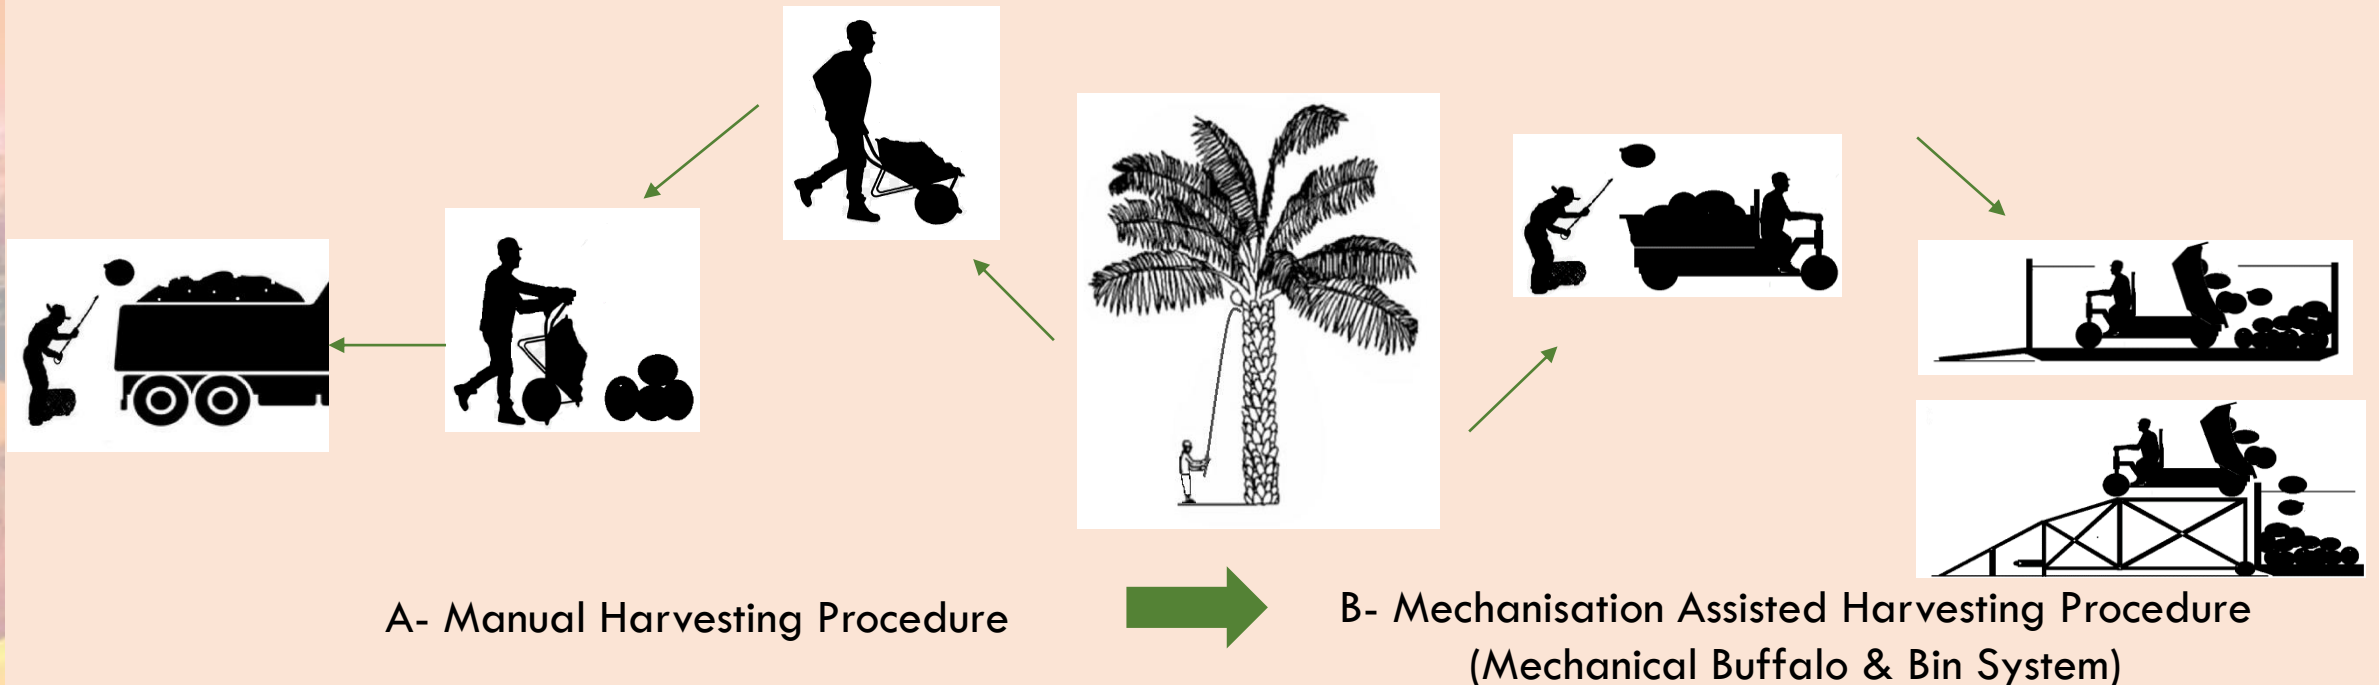 A- Manual Harvesting Procedure
B- Mechanisation Assisted Harvesting Procedure
(Mechanical Buffalo & Bin System)